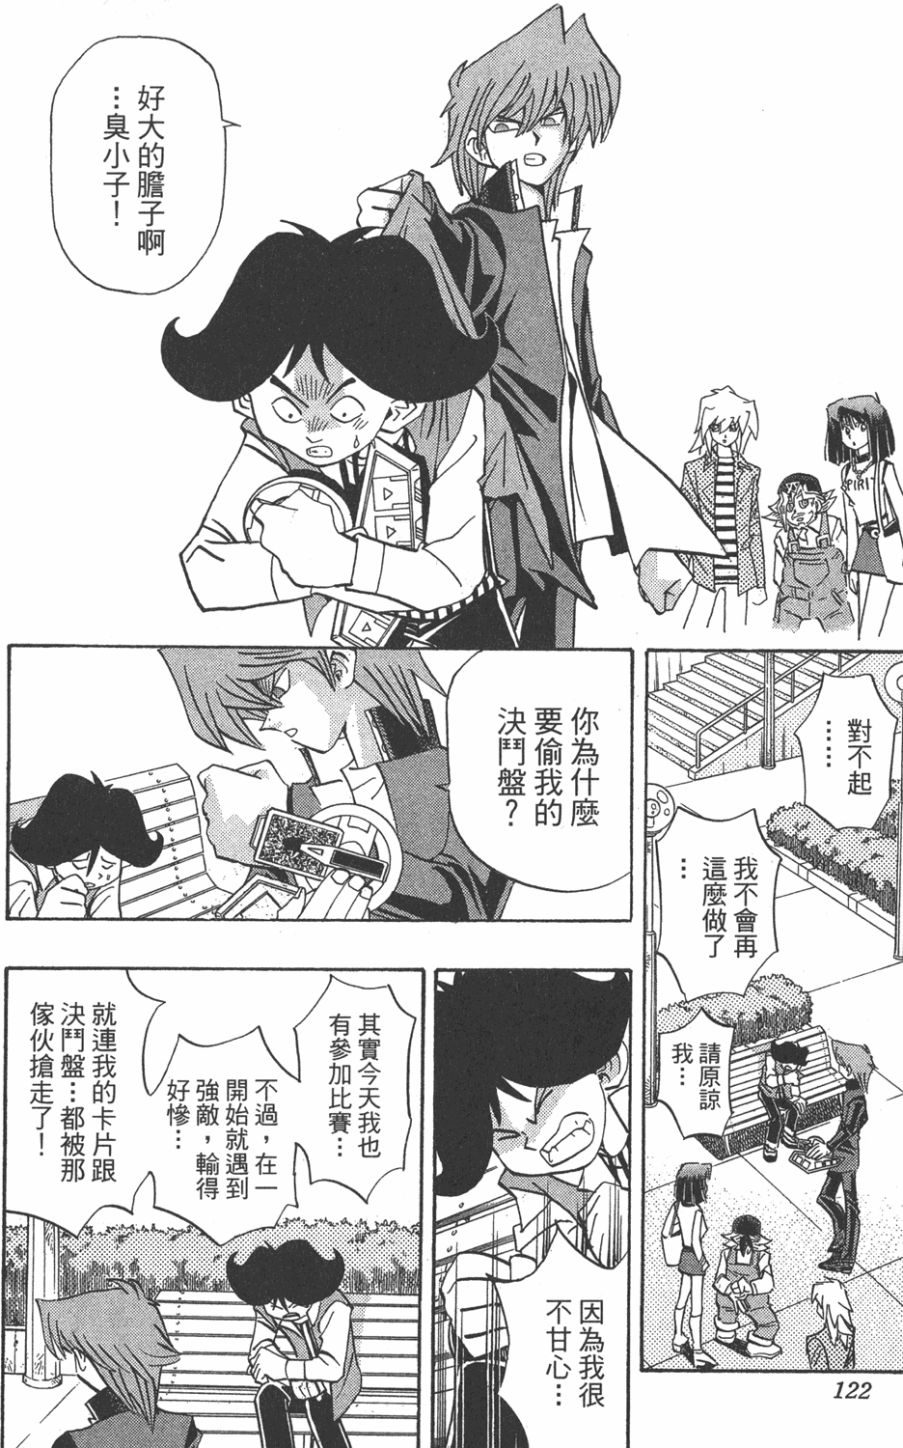 好大的膽子啊
…臭小子！
SPIRIT
對不起
……
我不會再
這麼做了
…
請原諒
我…
你為什麼
要偷我的
決鬥盤？
因為我很
不甘心…
其實今天我也
有參加比賽…
不過，在一
開始就遇到
強敵，輸得
好慘…
就連我的卡片跟
決鬥盤…都被那
傢伙搶走了！
122